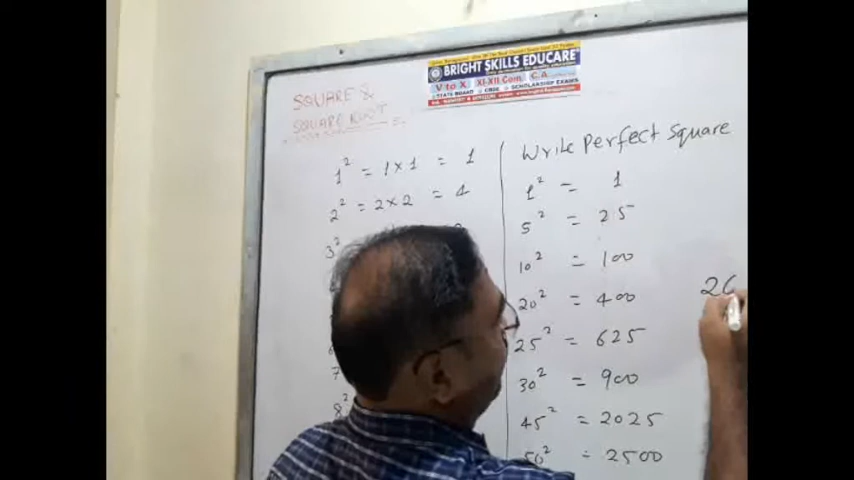 BRIGHT SKILLS EDUCARE
V to X XI-XII.Com. C.A.
STATE BOARD CBSE SCHOLARSHIP EXAMS
SQUARE &
SQUARE ROOT
1² = 1×1 = 1
2² = 2×2 = 4
3²
7
8²
Write Perfect Square
1² = 1
5² = 25
10² = 100
20² = 400
25² = 625
30² = 900
45² = 2025
50² = 2500
26